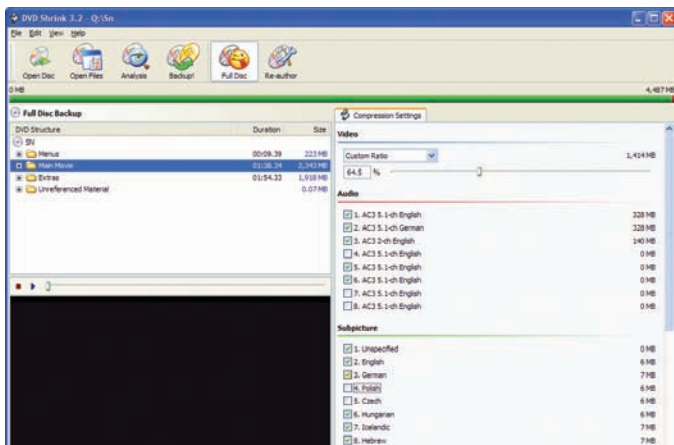 DVD Shrink 3.2 - Q:\Sn
File Edit View Help
Open Disc Open Files Analysis Backup! Full Disc Re-author
0 MB 4,487 MB
Full Disc Backup
DVD Structure Duration Size
SN
Menus 00:09.39 223 MB
Main Movie 01:38.34 2,343 MB
Extras 01:54.33 1,918 MB
Unreferenced Material 0.07 MB
Compression Settings
Video
Custom Ratio 1,414 MB
64.5 %
Audio
1. AC3 5.1-ch English 328 MB
2. AC3 5.1-ch German 328 MB
3. AC3 2-ch English 140 MB
4. AC3 5.1-ch English 0 MB
5. AC3 5.1-ch English 0 MB
6. AC3 5.1-ch English 0 MB
7. AC3 5.1-ch English 0 MB
8. AC3 5.1-ch English 0 MB
Subpicture
1. Unspecified 0 MB
2. English 6 MB
3. German 7 MB
4. Polish 6 MB
5. Czech 6 MB
6. Hungarian 6 MB
7. Icelandic 7 MB
8. Hebrew 7 MB